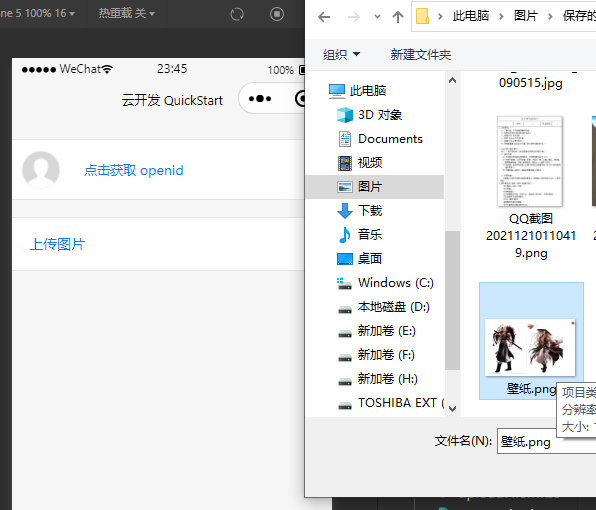 ne 5 100% 16
热重载 关
WeChat
23:45
100%
云开发 QuickStart
点击获取 openid
上传图片
此电脑
图片
保存的
组织
新建文件夹
此电脑
3D 对象
Documents
视频
图片
下载
音乐
桌面
Windows (C:)
本地磁盘 (D:)
新加卷 (E:)
新加卷 (F:)
新加卷 (H:)
TOSHIBA EXT (
090515.jpg
QQ截图
2021121011041
9.png
壁纸.png
项目类
分辨率
大小:
文件名(N):
壁纸.png